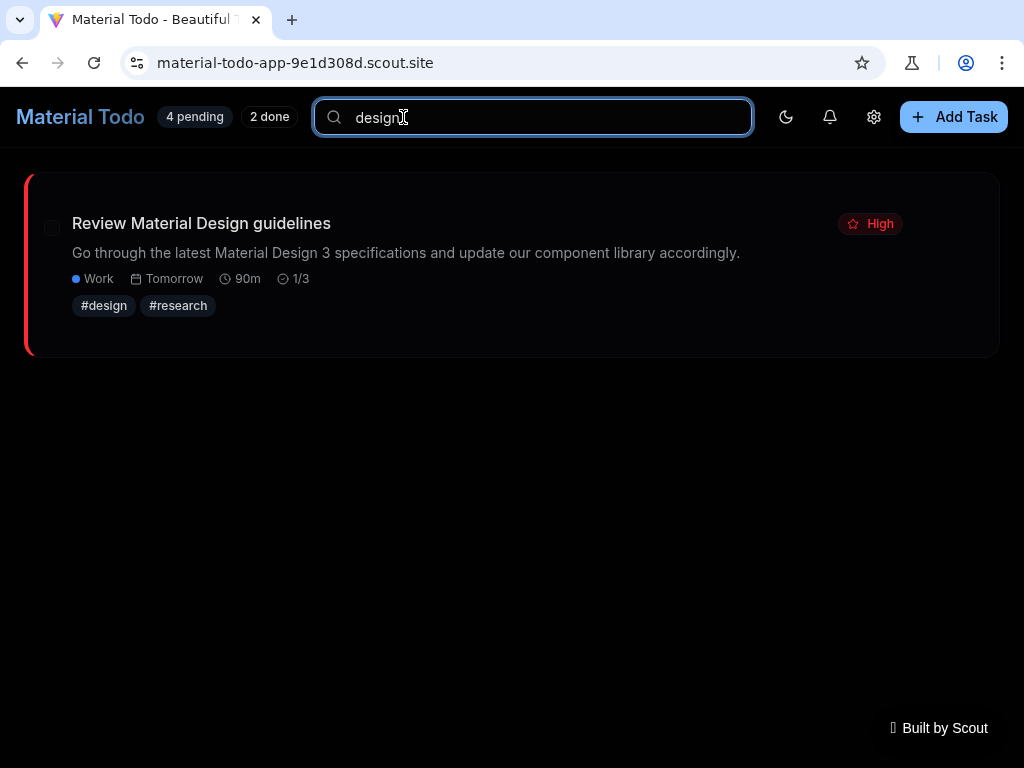 Material Todo - Beautiful T
material-todo-app-9e1d308d.scout.site
Material Todo 4 pending 2 done design Add Task
Review Material Design guidelines High
Go through the latest Material Design 3 specifications and update our component library accordingly.
Work Tomorrow 90m 1/3
#design #research
Built by Scout